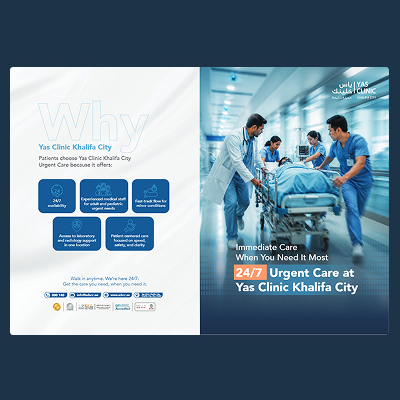 Why
Yas Clinic Khalifa City
Patients choose Yas Clinic Khalifa City
Urgent Care because it offers:
24/7
availability
Experienced medical staff
for adult and pediatric
urgent needs
Fast-track flow for
minor conditions
Access to laboratory
and radiology support
in one location
Patient-centered care
focused on speed,
safety, and clarity
Walk in anytime. We're here 24/7.
Get the care you need, when you need it.
ياس
كلينك
YAS
CLINIC
Immediate Care
When You Need It Most
24/7 Urgent Care at
Yas Clinic Khalifa City